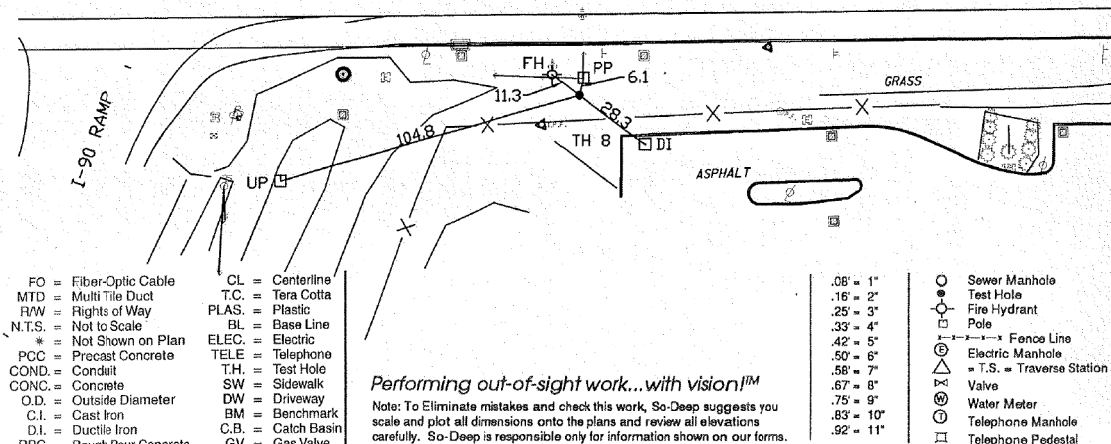 FH
PP
6.1
GRASS
11.3
I-90 RAMP
28.3
104.8
TH 8
DI
ASPHALT
UP
FO = Fiber-Optic Cable
MTD = Multi Tile Duct
R/W = Rights of Way
N.T.S. = Not to Scale
* = Not Shown on Plan
PCC = Precast Concrete
COND. = Conduit
CONC. = Concrete
O.D. = Outside Diameter
C.I. = Cast Iron
D.I. = Ductile Iron
CL = Centerline
T.C. = Tera Cotta
PLAS. = Plastic
BL = Base Line
ELEC. = Electric
TELE = Telephone
T.H. = Test Hole
SW = Sidewalk
DW = Driveway
BM = Benchmark
C.B. = Catch Basin
GV = Gas Valve
Performing out-of-sight work...with vision!™
Note: To Eliminate mistakes and check this work, So-Deep suggests you
scale and plot all dimensions onto the plans and review all elevations
carefully. So-Deep is responsible only for information shown on our forms.
.08' = 1"
.16' = 2"
.25' = 3"
.33' = 4"
.42' = 5"
.50' = 6"
.58' = 7"
.67' = 8"
.75' = 9"
.83' = 10"
.92' = 11"
Sewer Manhole
Test Hole
Fire Hydrant
Pole
x-x-x-x-x Fence Line
E Electric Manhole
= T.S. = Traverse Station
Valve
W Water Meter
T Telephone Manhole
Telephone Pedestal